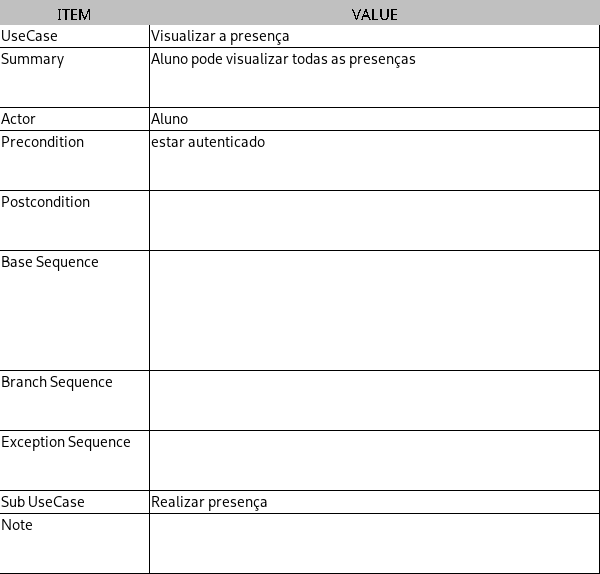 ITEM VALUE
UseCase Visualizar a presença
Summary Aluno pode visualizar todas as presenças
Actor Aluno
Precondition estar autenticado
Postcondition
Base Sequence
Branch Sequence
Exception Sequence
Sub UseCase Realizar presença
Note